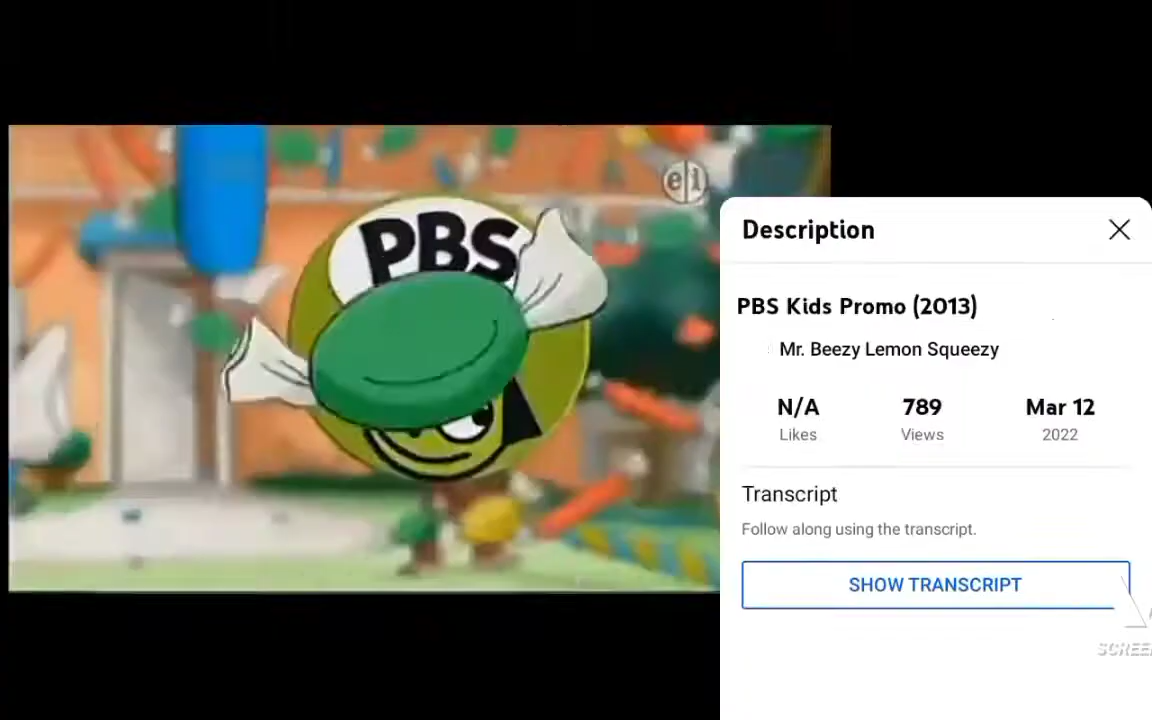 PBS
e|i
Description
PBS Kids Promo (2013)
Mr. Beezy Lemon Squeezy
N/A
789
Mar 12
Likes
Views
2022
Transcript
Follow along using the transcript.
SHOW TRANSCRIPT
SCREE